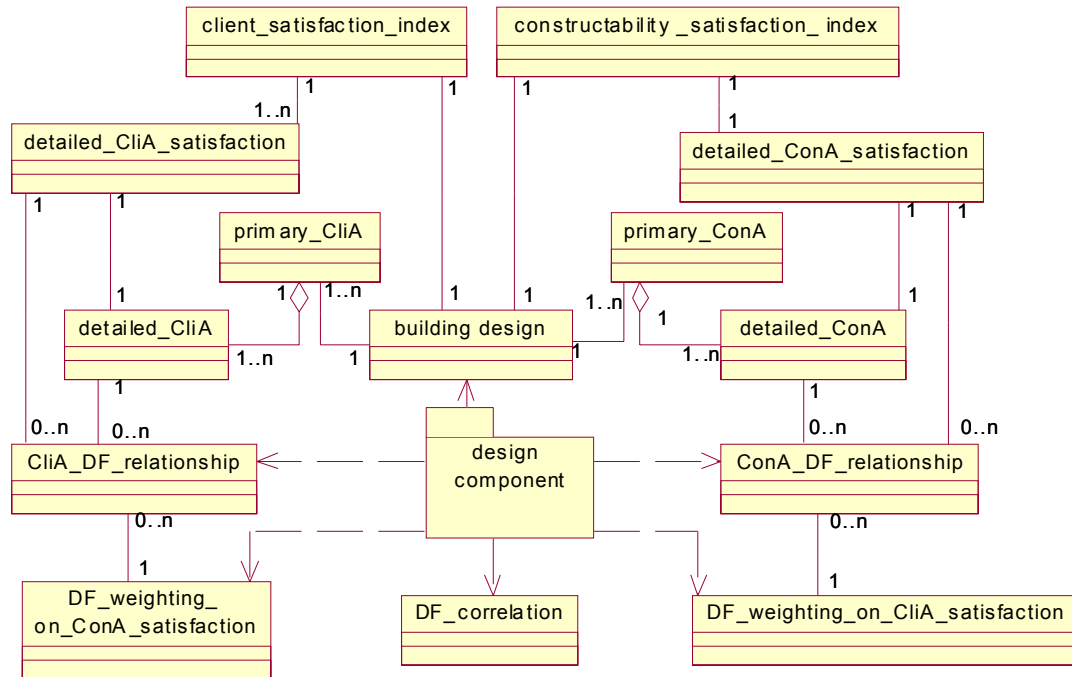 client_satisfaction_index
constructability _satisfaction_ index
1
1
1
1
1..n
1
detailed_CliA_satisfaction
detailed_ConA_satisfaction
1
1
1
1
primary_CliA
primary_ConA
1
1..n
1..n
1
1
1
1
1
detailed_CliA
building design
detailed_ConA
1..n
1
1
1..n
1
1
0..n
0..n
design
component
0..n
0..n
CliA_DF_relationship
ConA_DF_relationship
0..n
0..n
1
1
DF_weighting_
on_ConA_satisfaction
DF_correlation
DF_weighting_on_CliA_satisfaction